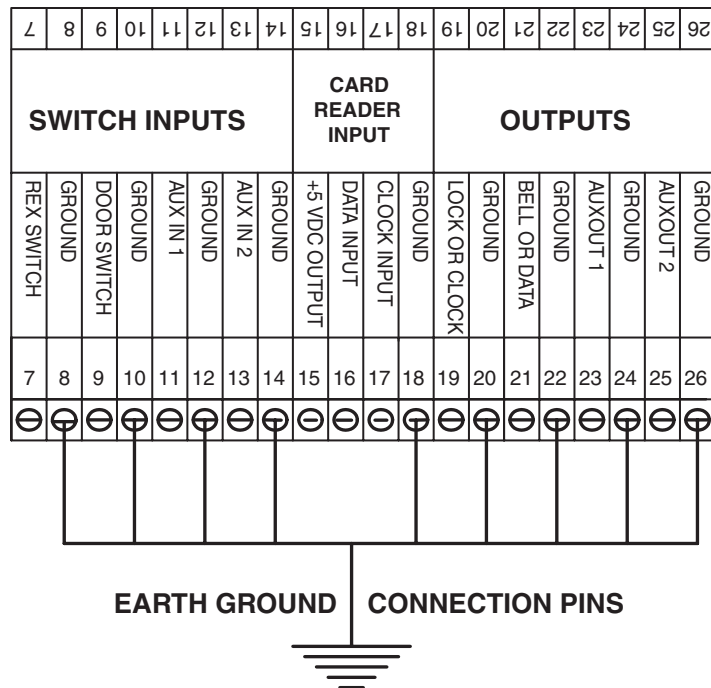 7 8 9 10 11 12 13 14 15 16 17 18 19 20 21 22 23 24 25 26
SWITCH INPUTS
CARD
READER
INPUT
OUTPUTS
REX SWITCH
GROUND
DOOR SWITCH
GROUND
AUX IN 1
GROUND
AUX IN 2
GROUND
+5 VDC OUTPUT
DATA INPUT
CLOCK INPUT
GROUND
LOCK OR CLOCK
GROUND
BELL OR DATA
GROUND
AUXOUT 1
GROUND
AUXOUT 2
GROUND
7 8 9 10 11 12 13 14 15 16 17 18 19 20 21 22 23 24 25 26
EARTH GROUND CONNECTION PINS